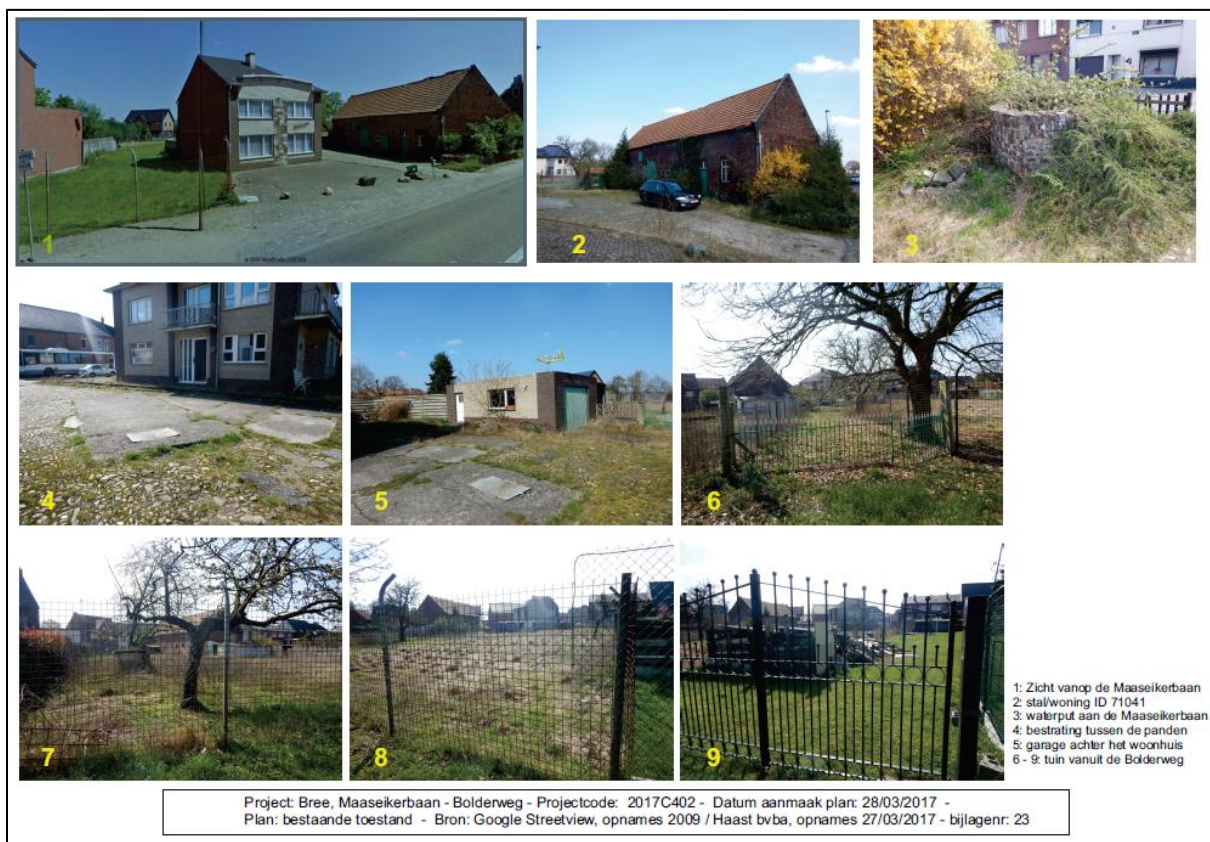 1
2
3
4
5
6
7
8
9
1: Zicht vanop de Maaseikerbaan
2: stal/woning ID 71041
3: waterput aan de Maaseikerbaan
4: bestrating tussen de panden
5: garage achter het woonhuis
6 - 9: tuin vanuit de Bolderweg
Project: Bree, Maaseikerbaan - Bolderweg - Projectcode: 2017C402 - Datum aanmaak plan: 28/03/2017 -
Plan: bestaande toestand - Bron: Google Streetview, opnames 2009 / Haast bvba, opnames 27/03/2017 - bijlagenr: 23